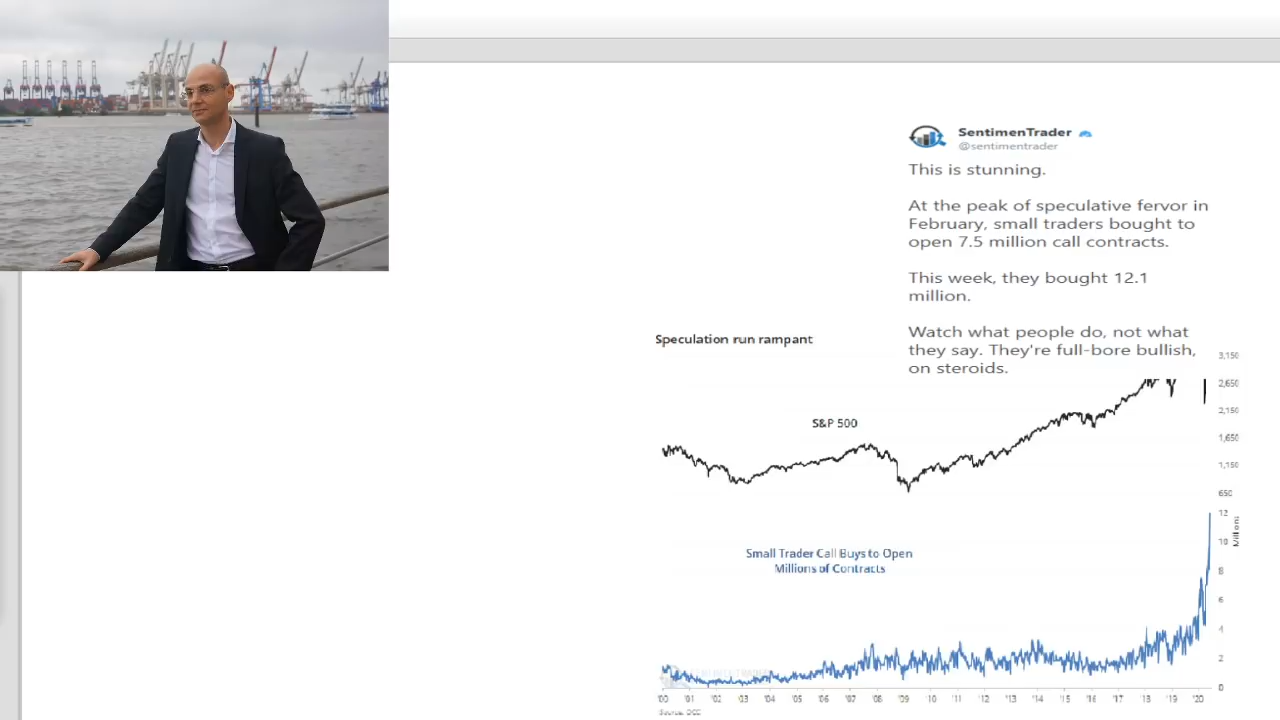 SentimenTrader
@sentimentrader
This is stunning.
At the peak of speculative fervor in
February, small traders bought to
open 7.5 million call contracts.
This week, they bought 12.1
million.
Watch what people do, not what
they say. They're full-bore bullish,
on steroids.
Speculation run rampant
3,150
2,650
2,150
1,650
1,150
650
S&P 500
12
10
8
6
4
2
0
Millions
Small Trader Call Buys to Open
Millions of Contracts
'00 '01 '02 '03 '04 '05 '06 '07 '08 '09 '10 '11 '12 '13 '14 '15 '16 '17 '18 '19 '20
Source: OCC